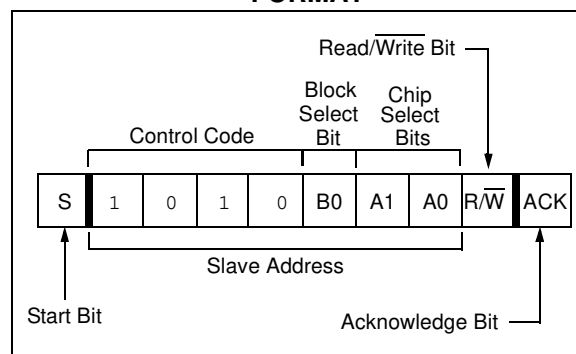 FORMAT
Read/Write Bit
Block Select Bit
Chip Select Bits
Control Code
S 1 0 1 0 B0 A1 A0 R/W ACK
Slave Address
Start Bit
Acknowledge Bit